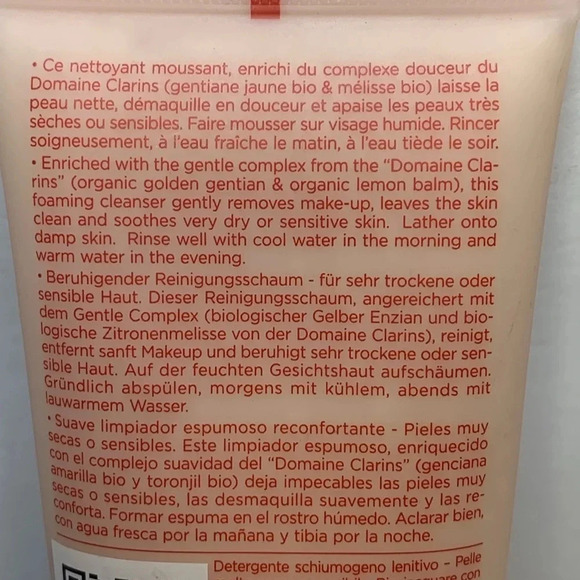 • Ce nettoyant moussant, enrichi du complexe douceur du
Domaine Clarins (gentiane jaune bio & mélisse bio) laisse la
peau nette, démaquille en douceur et apaise les peaux très
sèches ou sensibles. Faire mousser sur visage humide. Rincer
soigneusement, à l'eau fraîche le matin, à l'eau tiède le soir.
• Enriched with the gentle complex from the "Domaine Cla-
rins" (organic golden gentian & organic lemon balm), this
foaming cleanser gently removes make-up, leaves the skin
clean and soothes very dry or sensitive skin. Lather onto
damp skin. Rinse well with cool water in the morning and
warm water in the evening.
• Beruhigender Reinigungsschaum - für sehr trockene oder
sensible Haut. Dieser Reinigungsschaum, angereichert mit
dem Gentle Complex (biologischer Gelber Enzian und bio-
logische Zitronenmelisse von der Domaine Clarins), reinigt,
entfernt sanft Makeup und beruhigt sehr trockene oder sen-
sible Haut. Auf der feuchten Gesichtshaut aufschäumen.
Gründlich abspülen, morgens mit kühlem, abends mit
lauwarmem Wasser.
• Suave limpiador espumoso reconfortante - Pieles muy
secas o sensibles. Este limpiador espumoso, enriquecido
con el complejo suavidad del "Domaine Clarins" (genciana
amarilla bio y toronjil bio) deja impecables las pieles muy
secas o sensibles, las desmaquilla suavemente y las re-
conforta. Formar espuma en el rostro húmedo. Aclarar bien,
con agua fresca por la mañana y tibia por la noche.
Detergente schiumogeno lenitivo - Pelle
con